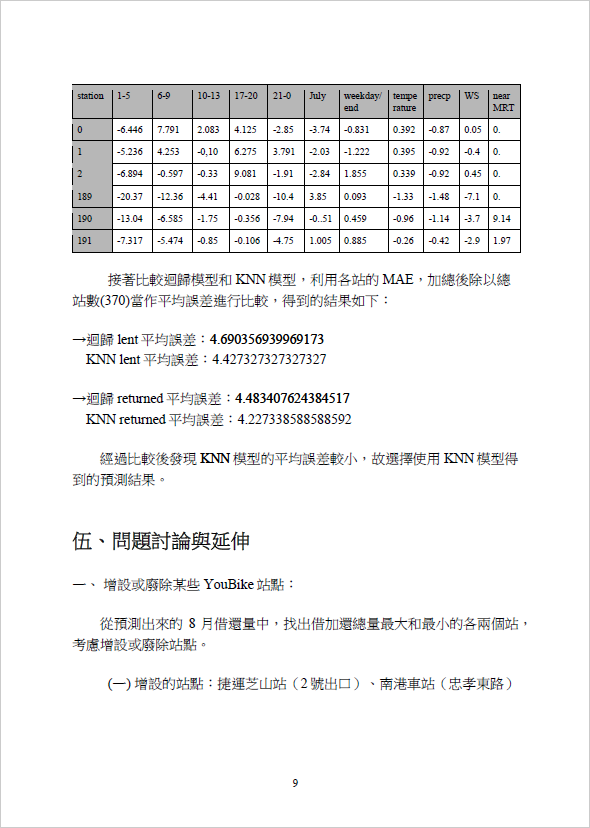 station 1-5 6-9 10-13 17-20 21-0 July weekday/end tempe rature precp WS near MRT
0 -6.446 7.791 2.083 4.125 -2.85 -3.74 -0.831 0.392 -0.87 0.05 0.
1 -5.236 4.253 -0,10 6.275 3.791 -2.03 -1.222 0.395 -0.92 -0.4 0.
2 -6.894 -0.597 -0.33 9.081 -1.91 -2.84 1.855 0.339 -0.92 0.45 0.
189 -20.37 -12.36 -4.41 -0.028 -10.4 3.85 0.093 -1.33 -1.48 -7.1 0.
190 -13.04 -6.585 -1.75 -0.356 -7.94 -0..51 0.459 -0.96 -1.14 -3.7 9.14
191 -7.317 -5.474 -0.85 -0.106 -4.75 1.005 0.885 -0.26 -0.42 -2.9 1.97
接著比較迴歸模型和 KNN 模型，利用各站的 MAE，加總後除以總
站數(370)當作平均誤差進行比較，得到的結果如下：
→迴歸 lent 平均誤差：4.690356939969173
KNN lent 平均誤差：4.427327327327327
→迴歸 returned 平均誤差：4.483407624384517
KNN returned 平均誤差：4.227338588588592
經過比較後發現 KNN 模型的平均誤差較小，故選擇使用 KNN 模型得
到的預測結果。
伍、問題討論與延伸
一、 增設或廢除某些 YouBike 站點：
從預測出來的 8 月借還量中，找出借加還總量最大和最小的各兩個站，
考慮增設或廢除站點。
(一) 增設的站點：捷運芝山站（2 號出口）、南港車站（忠孝東路）
9